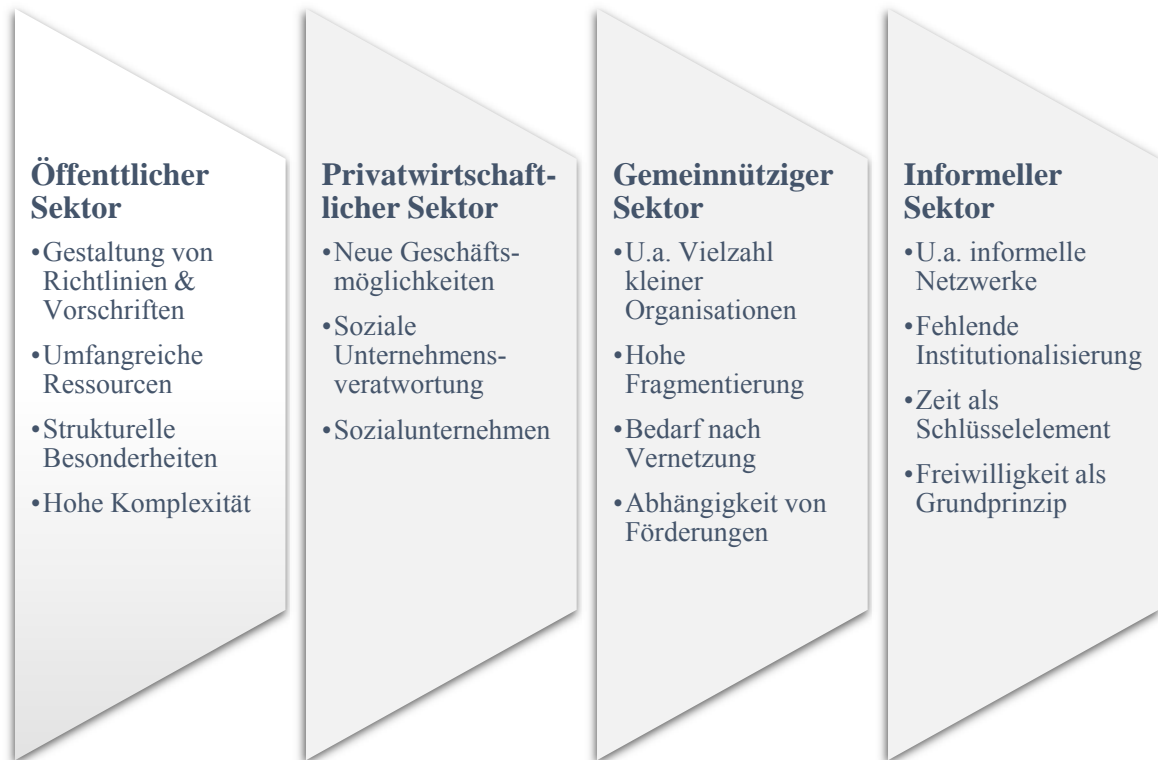 Öffenttlicher
Sektor
•Gestaltung von
Richtlinien &
Vorschriften
•Umfangreiche
Ressourcen
•Strukturelle
Besonderheiten
•Hohe Komplexität
Privatwirtschaft-
licher Sektor
•Neue Geschäfts-
möglichkeiten
•Soziale
Unternehmens-
veratwortung
•Sozialunternehmen
Gemeinnütziger
Sektor
•U.a. Vielzahl
kleiner
Organisationen
•Hohe
Fragmentierung
•Bedarf nach
Vernetzung
•Abhängigkeit von
Förderungen
Informeller
Sektor
•U.a. informelle
Netzwerke
•Fehlende
Institutionalisierung
•Zeit als
Schlüsselelement
•Freiwilligkeit als
Grundprinzip